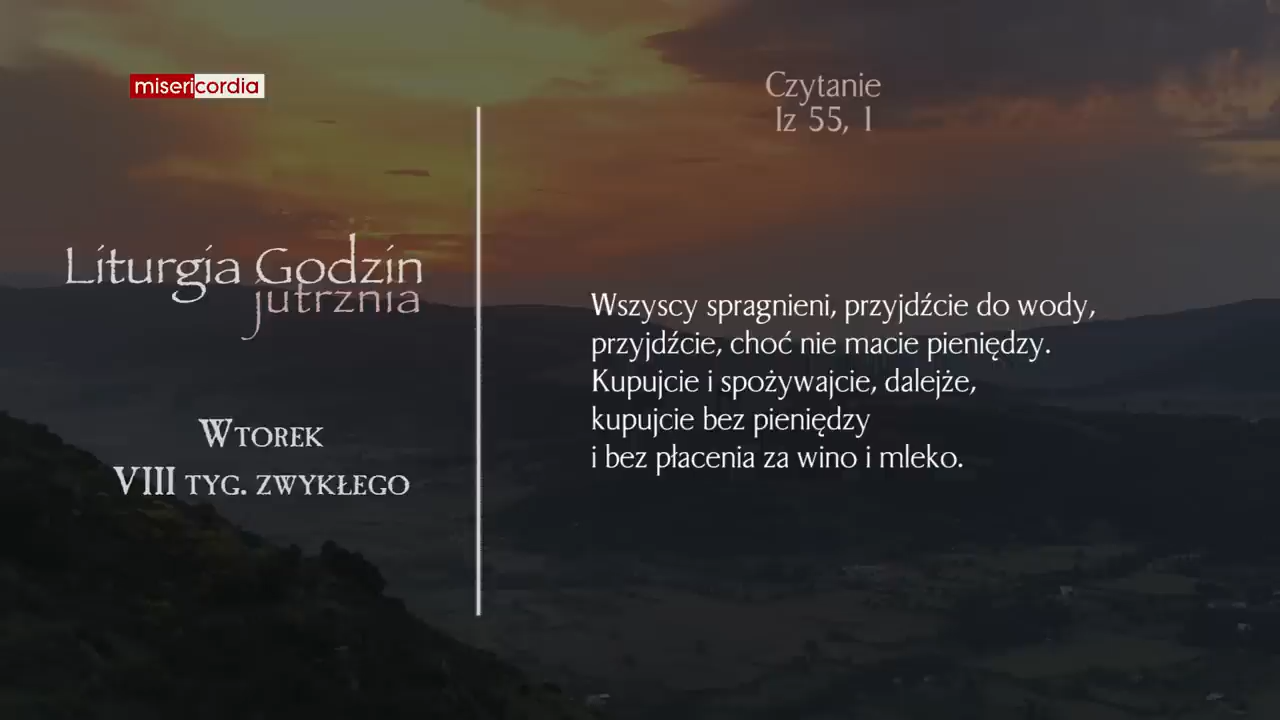 misericordia
Liturgia Godzin
jutrznia
Wtorek
VIII tyg. zwykłego
Czytanie
Iz 55, 1
Wszyscy spragnieni, przyjdźcie do wody,
przyjdźcie, choć nie macie pieniędzy.
Kupujcie i spożywajcie, dalejże,
kupujcie bez pieniędzy
i bez płacenia za wino i mleko.